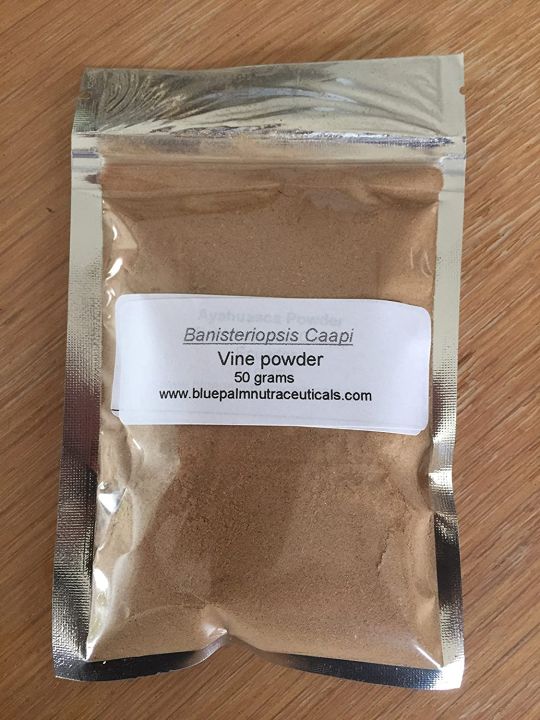 Ayahuasca Powder
Banisteriopsis Caapi
Vine powder
50 grams
www.bluepalmnutraceuticals.com